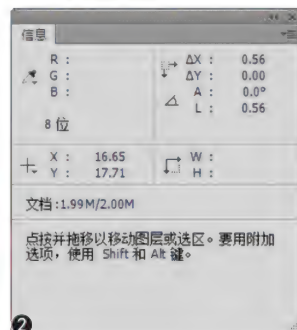 信息
R :
G :
B :
8 位
ΔX : 0.56
ΔY : 0.00
A : 0.0°
L : 0.56
X : 16.65
Y : 17.71
W :
H :
文档:1.99M/2.00M
点按并拖移以移动图层或选区。要用附加
选项，使用 Shift 和 Alt 键。
2